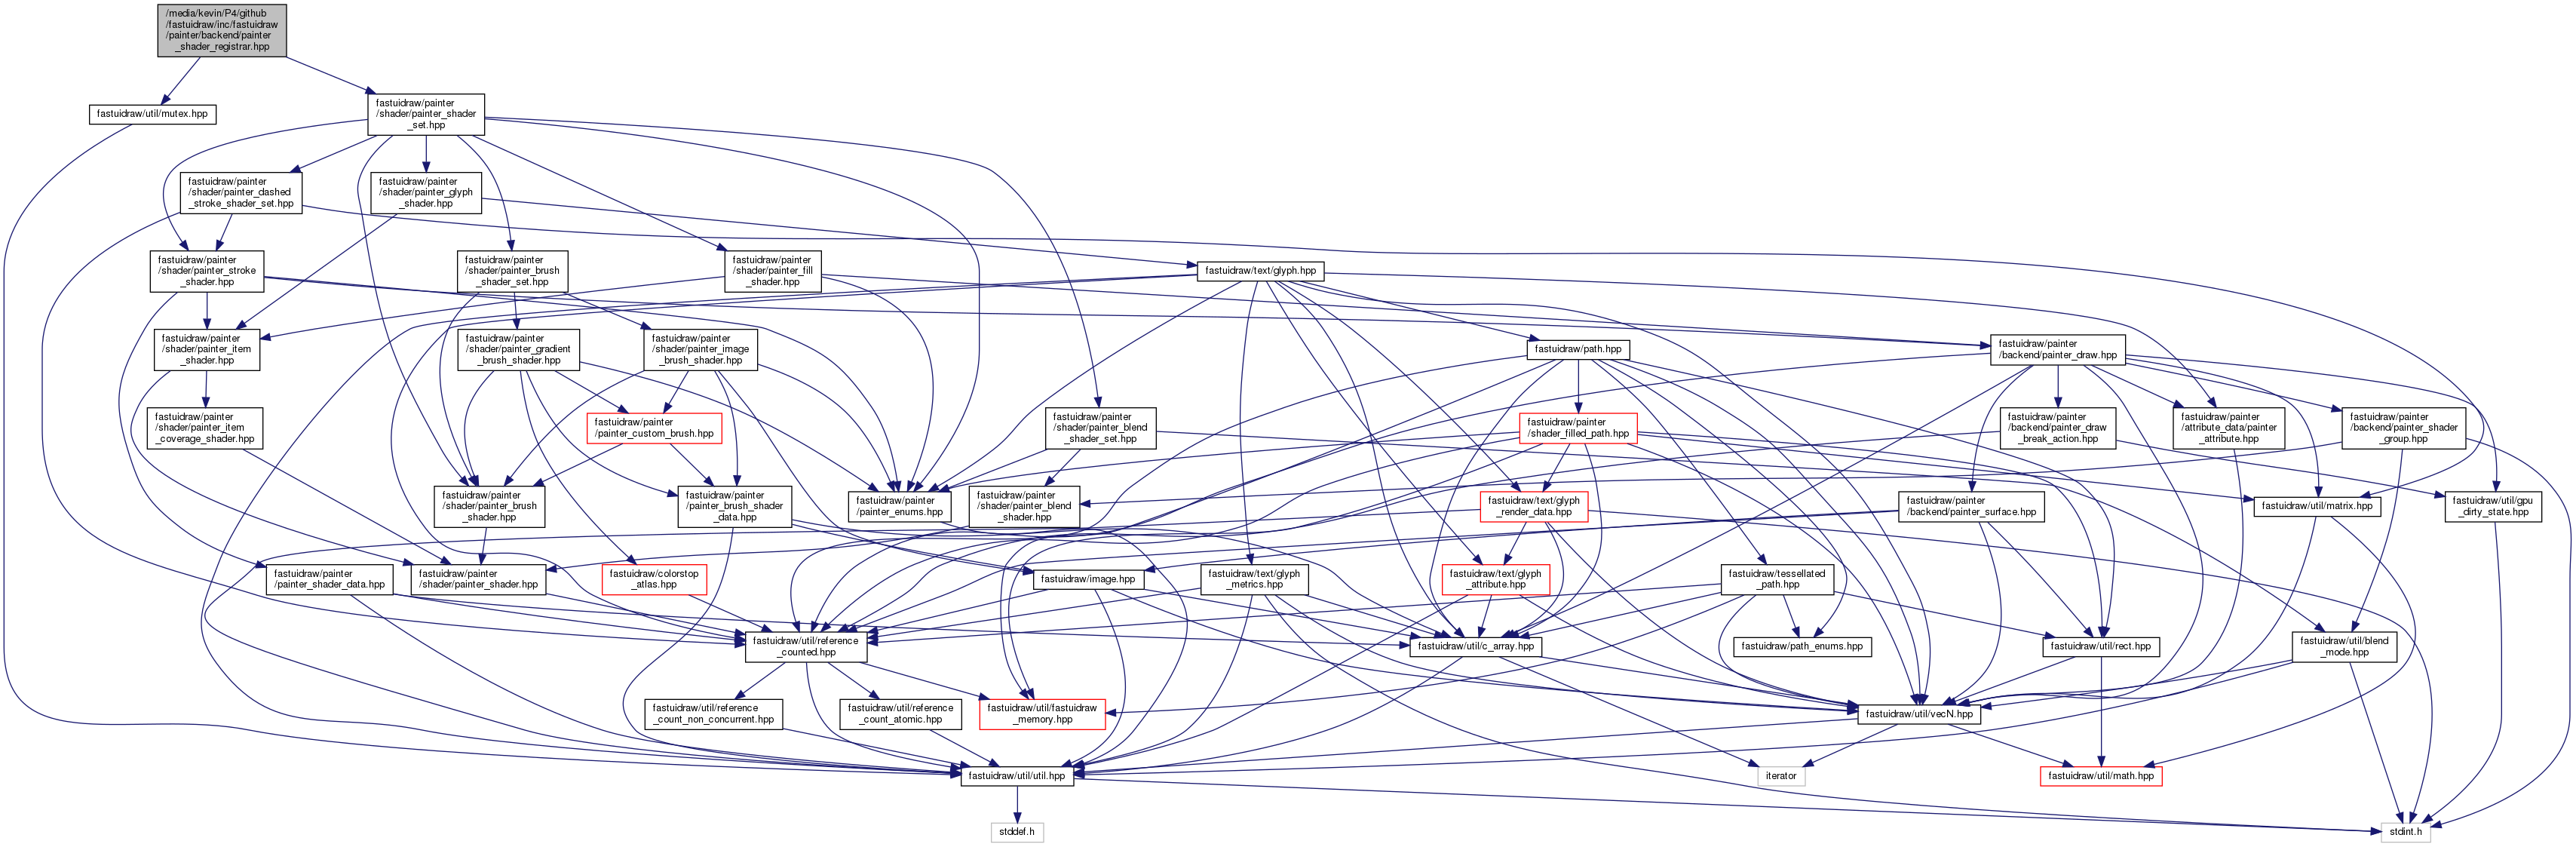 /media/kevin/P4/github
/fastuidraw/inc/fastuidraw
/painter/backend/painter
_shader_registrar.hpp
fastuidraw/util/mutex.hpp
fastuidraw/painter
/shader/painter_shader
_set.hpp
fastuidraw/painter
/shader/painter_dashed
_stroke_shader_set.hpp
fastuidraw/painter
/shader/painter_glyph
_shader.hpp
fastuidraw/painter
/shader/painter_stroke
_shader.hpp
fastuidraw/painter
/shader/painter_brush
_shader_set.hpp
fastuidraw/painter
/shader/painter_fill
_shader.hpp
fastuidraw/text/glyph.hpp
fastuidraw/painter
/shader/painter_item
_shader.hpp
fastuidraw/painter
/shader/painter_gradient
_brush_shader.hpp
fastuidraw/painter
/shader/painter_image
_brush_shader.hpp
fastuidraw/path.hpp
fastuidraw/painter
/backend/painter_draw.hpp
fastuidraw/painter
/shader/painter_item
_coverage_shader.hpp
fastuidraw/painter
/painter_custom_brush.hpp
fastuidraw/painter
/shader/painter_blend
_shader_set.hpp
fastuidraw/painter
/shader_filled_path.hpp
fastuidraw/painter
/backend/painter_draw
_break_action.hpp
fastuidraw/painter
/attribute_data/painter
_attribute.hpp
fastuidraw/painter
/backend/painter_shader
_group.hpp
fastuidraw/painter
/shader/painter_brush
_shader.hpp
fastuidraw/painter
/painter_brush_shader
_data.hpp
fastuidraw/painter
/painter_enums.hpp
fastuidraw/painter
/shader/painter_blend
_shader.hpp
fastuidraw/text/glyph
_render_data.hpp
fastuidraw/painter
/backend/painter_surface.hpp
fastuidraw/util/matrix.hpp
fastuidraw/util/gpu
_dirty_state.hpp
fastuidraw/painter
/painter_shader_data.hpp
fastuidraw/painter
/shader/painter_shader.hpp
fastuidraw/colorstop
_atlas.hpp
fastuidraw/image.hpp
fastuidraw/text/glyph
_metrics.hpp
fastuidraw/text/glyph
_attribute.hpp
fastuidraw/tessellated
_path.hpp
fastuidraw/util/reference
_counted.hpp
fastuidraw/util/c_array.hpp
fastuidraw/path_enums.hpp
fastuidraw/util/rect.hpp
fastuidraw/util/blend
_mode.hpp
fastuidraw/util/reference
_count_non_concurrent.hpp
fastuidraw/util/reference
_count_atomic.hpp
fastuidraw/util/fastuidraw
_memory.hpp
fastuidraw/util/vecN.hpp
fastuidraw/util/util.hpp
iterator
fastuidraw/util/math.hpp
stddef.h
stdint.h